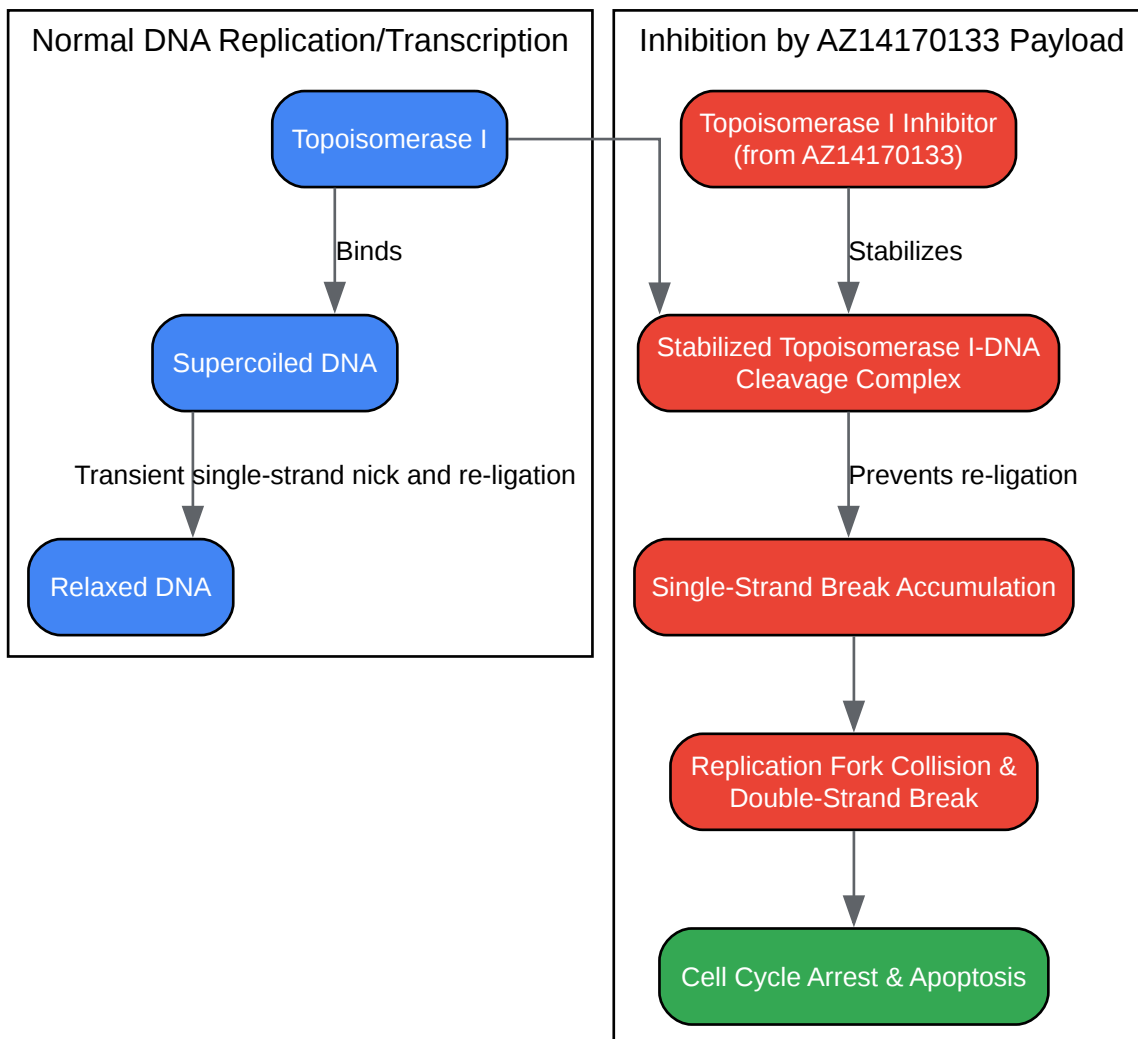 Normal DNA Replication/Transcription
Topoisomerase I
Binds
Supercoiled DNA
Transient single-strand nick and re-ligation
Relaxed DNA
Inhibition by AZ14170133 Payload
Topoisomerase I Inhibitor
(from AZ14170133)
Stabilizes
Stabilized Topoisomerase I-DNA
Cleavage Complex
Prevents re-ligation
Single-Strand Break Accumulation
Replication Fork Collision &
Double-Strand Break
Cell Cycle Arrest & Apoptosis